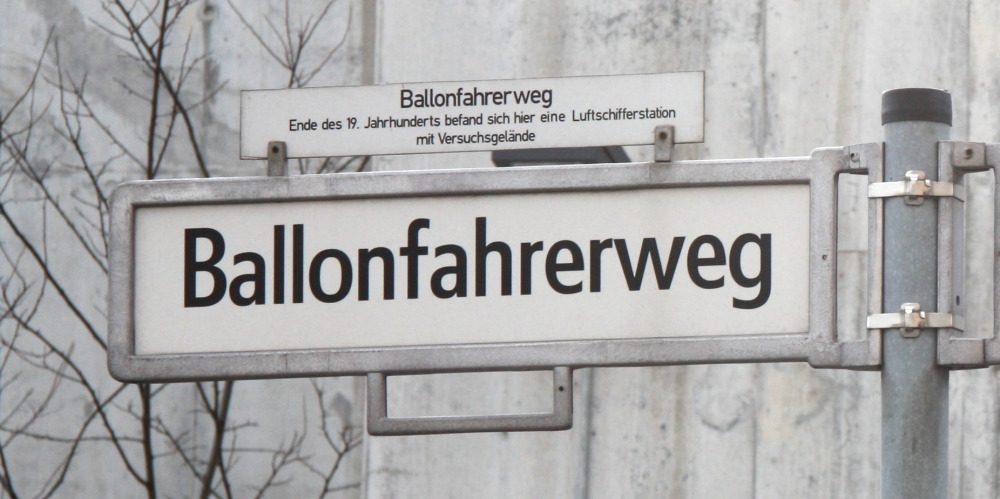 Ballonfahrerweg
Ende des 19. Jahrhunderts befand sich hier eine Luftschifferstation
mit Versuchsgelände
Ballonfahrerweg